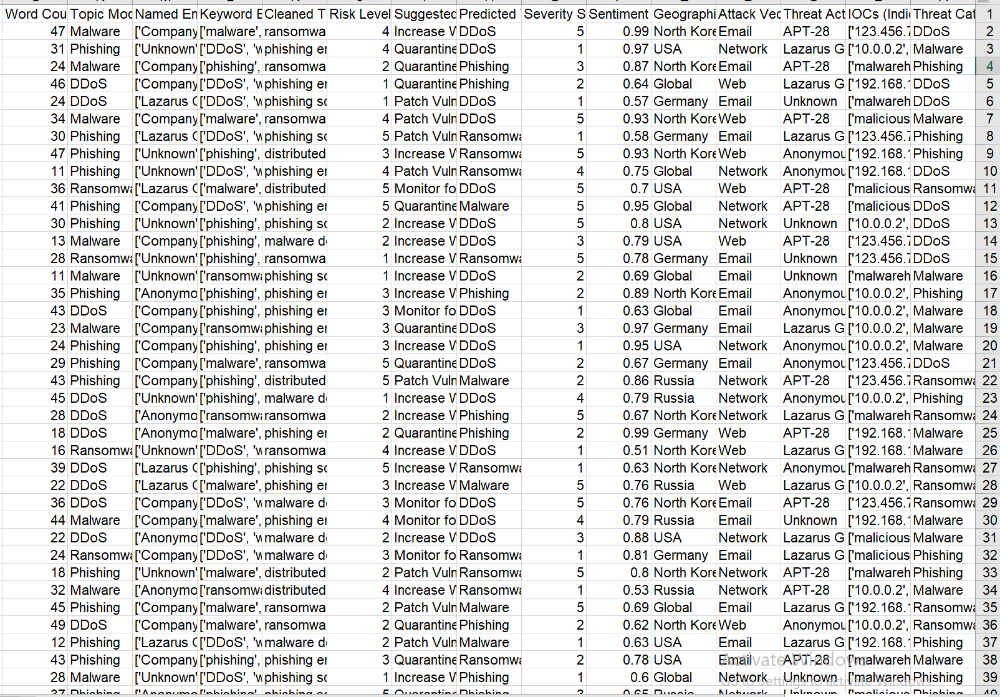 Word Cou Topic Moc Named En Keyword E Cleaned T Risk Level Suggested Predicted Severity S Sentiment Geographi Attack Vec Threat Act IOCs (Indi Threat Cat 1
47 Malware ['Company ['malware', ransomwa 4 Increase DDoS 5 0.99 North Kore Email APT-28 ['123.456.7 DDoS 2
31 Phishing ['Unknown' ['DDoS', 'w phishing er 4 Quarantine DDoS 1 0.97 USA Network Lazarus G ['10.0.0.2', Malware 3
24 Malware ['Company ['phishing', ransomwa 2 Quarantine Phishing 3 0.87 North Kore Email APT-28 ['malwareh Phishing 4
46 DDoS ['Company ['DDoS', 'w phishing er 1 Quarantine Phishing 2 0.64 Global Web Lazarus G ['192.168.1 DDoS 5
24 DDoS ['Lazarus G ['DDoS', 'w phishing sc 1 Patch Vuln DDoS 1 0.57 Germany Email Unknown ['malwareh DDoS 6
34 Malware ['Company ['malware', ransomwa 4 Patch Vuln DDoS 5 0.93 North Kore Web APT-28 ['malicious Malware 7
30 Phishing ['Lazarus G ['DDoS', 'w phishing sc 5 Patch Vuln Ransomwa 1 0.58 Germany Email Lazarus G ['123.456.7 Phishing 8
47 Phishing ['Unknown' ['phishing', distributed 3 Increase Ransomwa 5 0.93 North Kore Web Anonymou ['192.168.1 Phishing 9
11 Phishing ['Unknown' ['DDoS', 'w phishing er 4 Patch Vuln Ransomwa 4 0.75 Global Network Anonymou ['192.168.1 DDoS 10
36 Ransomwa ['Lazarus G ['malware', distributed 5 Monitor fo DDoS 5 0.7 USA Web APT-28 ['malicious Ransomwa 11
41 Phishing ['Company ['DDoS', 'w phishing er 5 Quarantine Malware 5 0.95 Global Network APT-28 ['malicious DDoS 12
30 Phishing ['Unknown' ['phishing', phishing sc 2 Increase DDoS 5 0.8 USA Network Unknown ['10.0.0.2', DDoS 13
13 Malware ['Company ['phishing', malware de 2 Increase DDoS 3 0.79 USA Web APT-28 ['123.456.7 DDoS 14
28 Ransomwa ['Unknown' ['phishing', ransomwa 1 Increase Ransomwa 5 0.78 Germany Email Unknown ['123.456.7 DDoS 15
11 Malware ['Unknown' ['ransomwa phishing sc 1 Increase DDoS 2 0.69 Global Email Unknown ['malwareh Malware 16
35 Phishing ['Anonymo ['phishing', phishing er 3 Increase Phishing 2 0.89 North Kore Email Anonymou ['10.0.0.2', Phishing 17
43 DDoS ['Company ['phishing', phishing er 3 Monitor fo DDoS 1 0.63 Global Email Anonymou ['10.0.0.2', Malware 18
23 Malware ['Company ['ransomwa phishing er 3 Quarantine DDoS 3 0.97 Germany Email Lazarus G ['10.0.0.2', Malware 19
24 Phishing ['Company ['phishing', phishing er 3 Increase DDoS 1 0.95 USA Network Anonymou ['10.0.0.2', Malware 20
29 Phishing ['Company ['malware', ransomwa 5 Quarantine DDoS 2 0.67 Germany Email Anonymou ['123.456.7 DDoS 21
43 Phishing ['Company ['phishing', distributed 5 Patch Vuln Malware 2 0.86 Russia Network APT-28 ['123.456.7 Ransomwa 22
45 DDoS ['Unknown' ['phishing', malware de 1 Increase DDoS 4 0.79 Russia Network Anonymou ['10.0.0.2', Phishing 23
28 DDoS ['Anonymo ['ransomwa ransomwa 2 Increase Phishing 5 0.67 North Kore Network Lazarus G ['malwareh Ransomwa 24
18 DDoS ['Anonymo ['malware', phishing er 2 Quarantine Phishing 2 0.99 Germany Web APT-28 ['192.168.1 Malware 25
16 Ransomwa ['Unknown' ['DDoS', 'w ransomwa 4 Increase DDoS 1 0.51 North Kore Web Lazarus G ['192.168.1 Malware 26
39 DDoS ['Lazarus G ['phishing', phishing sc 5 Increase Ransomwa 1 0.63 North Kore Network Anonymou ['malwareh Ransomwa 27
22 DDoS ['Lazarus G ['malware', phishing er 3 Increase Malware 5 0.76 Russia Web Lazarus G ['10.0.0.2', Ransomwa 28
36 DDoS ['Company ['DDoS', 'w malware de 3 Monitor fo DDoS 5 0.76 North Kore Email APT-28 ['123.456.7 Ransomwa 29
44 Malware ['Company ['malware', phishing er 4 Monitor fo DDoS 4 0.79 Russia Email Unknown ['192.168.1 Malware 30
22 DDoS ['Anonymo ['DDoS', 'w malware de 2 Increase DDoS 3 0.88 USA Network Lazarus G ['malicious Malware 31
24 Ransomwa ['Company ['DDoS', 'w malware de 3 Monitor fo Ransomwa 1 0.81 Germany Email Lazarus G ['malicious Phishing 32
18 Phishing ['Unknown' ['malware', distributed 2 Patch Vuln Ransomwa 5 0.8 North Kore Network APT-28 ['malwareh Phishing 33
32 Malware ['Anonymo ['ransomwa distributed 4 Increase Ransomwa 1 0.53 Russia Network APT-28 ['10.0.0.2', Malware 34
45 Phishing ['Company ['malware', ransomwa 2 Patch Vuln Malware 5 0.69 Global Email Lazarus G ['192.168.1 Ransomwa 35
49 DDoS ['Company ['malware', ransomwa 2 Quarantine Phishing 2 0.62 North Kore Web Anonymou ['10.0.0.2', Ransomwa 36
12 Phishing ['Lazarus G ['DDoS', 'w malware de 2 Patch Vuln Malware 1 0.63 USA Email Lazarus G ['192.168.1 Phishing 37
43 Phishing ['Company ['phishing', phishing er 3 Quarantine Ransomwa 2 0.78 USA Email APT-28 ['malwareh Malware 38
Activate Windows
28 Malware ['Unknown' ['DDoS', 'w phishing sc 1 Increase Phishing 1 0.6 Global Network Unknown ['malwareh Phishing 39
Go to Settings to activate Windows.